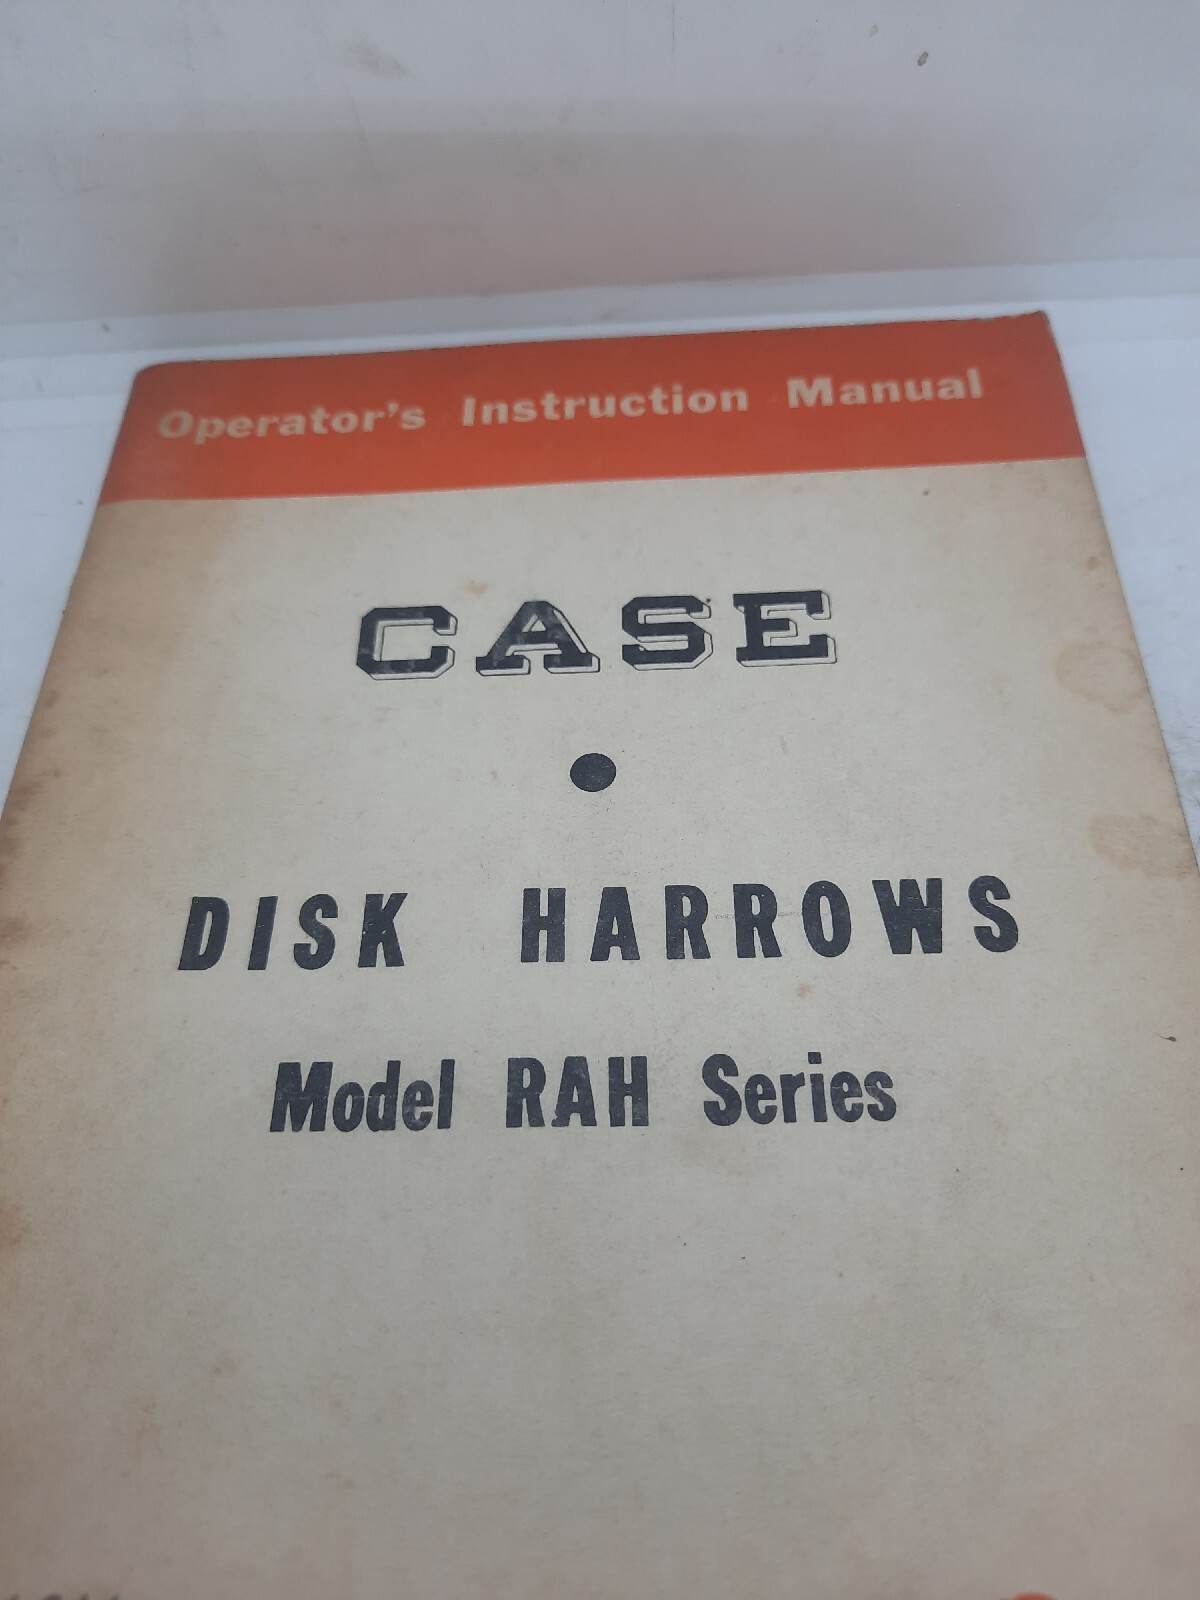 Operator's Instruction Manual
CASE
DISK HARROWS
Model RAH Series